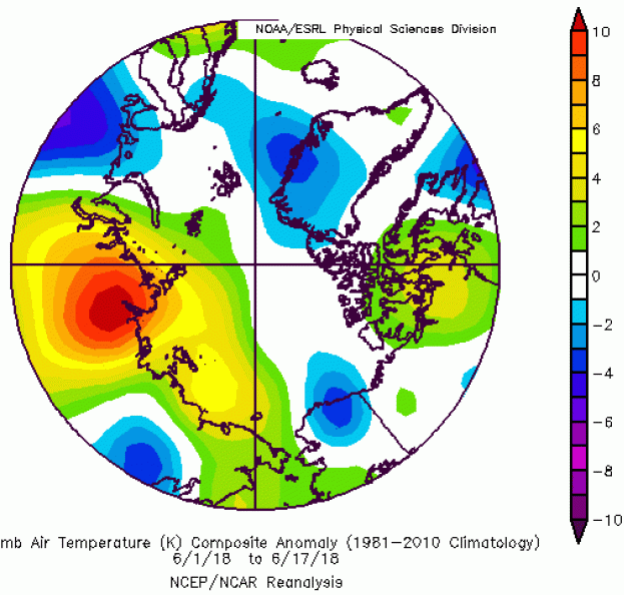 NOAA/ESRL Physical Sciences Division
10
8
6
4
2
0
−2
−4
−6
−8
−10
mb Air Temperature (K) Composite Anomaly (1981−2010 Climatology)
6/1/18 to 6/17/18
NCEP/NCAR Reanalysis